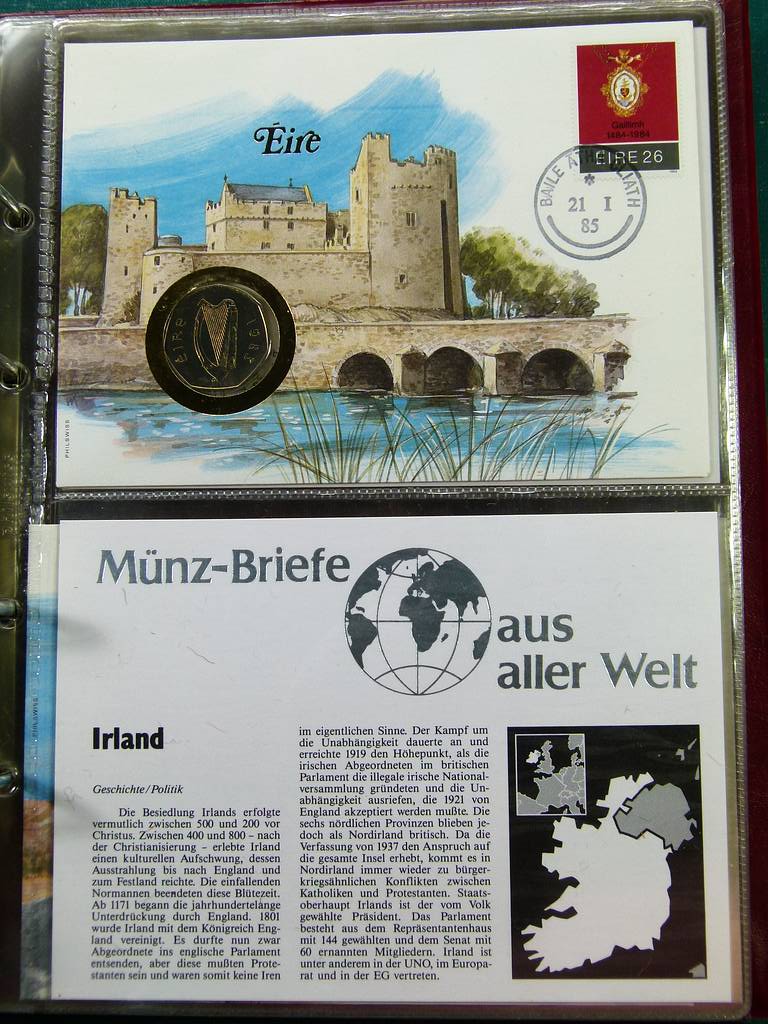 Éire
Gaillimh
1484-1984
EIRE 26
BAILE ÁTHA CLIATH
21 I
85
EIRE 1983
PHILSWISS
Münz-Briefe
aus
aller Welt
PHILSWISS
Irland
Geschichte/Politik
Die Besiedlung Irlands erfolgte
vermutlich zwischen 500 und 200 vor
Christus. Zwischen 400 und 800 – nach
der Christianisierung – erlebte Irland
einen kulturellen Aufschwung, dessen
Ausstrahlung bis nach England und
zum Festland reichte. Die einfallenden
Normannen beendeten diese Blütezeit.
Ab 1171 begann die jahrhundertelange
Unterdrückung durch England. 1801
wurde Irland mit dem Königreich Eng-
land vereinigt. Es durfte nun zwar
Abgeordnete ins englische Parlament
entsenden, aber diese mußten Prote-
stanten sein und waren somit keine Iren
im eigentlichen Sinne. Der Kampf um
die Unabhängigkeit dauerte an und
erreichte 1919 den Höhepunkt, als die
irischen Abgeordneten im britischen
Parlament die illegale irische National-
versammlung gründeten und die Un-
abhängigkeit ausriefen, die 1921 von
England akzeptiert werden mußte. Die
sechs nördlichen Provinzen blieben je-
doch als Nordirland britisch. Da die
Verfassung von 1937 den Anspruch auf
die gesamte Insel erhebt, kommt es in
Nordirland immer wieder zu bürger-
kriegsähnlichen Konflikten zwischen
Katholiken und Protestanten. Staats-
oberhaupt Irlands ist der vom Volk
gewählte Präsident. Das Parlament
besteht aus dem Repräsentantenhaus
mit 144 gewählten und dem Senat mit
60 ernannten Mitgliedern. Irland ist
unter anderem in der UNO, im Europa-
rat und in der EG vertreten.